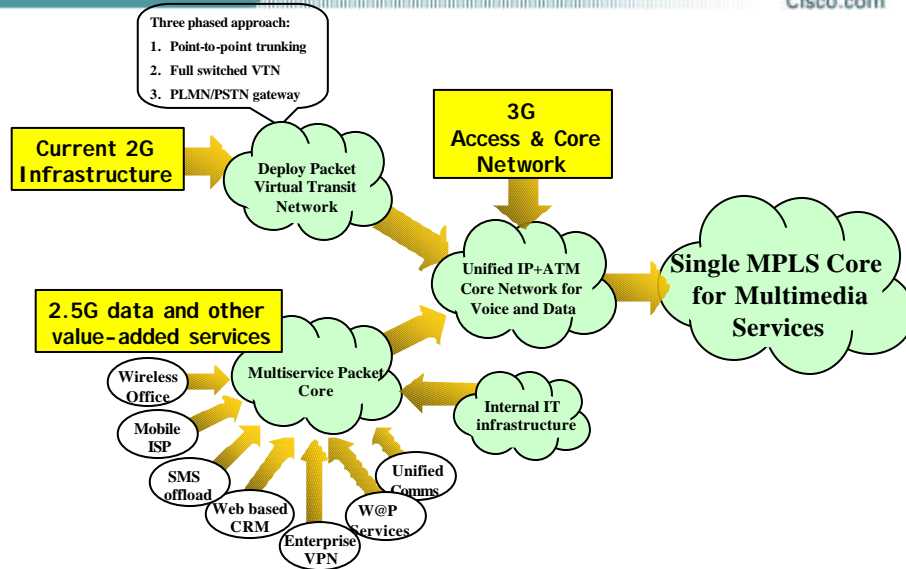 Cisco.com
Three phased approach:
1. Point-to-point trunking
2. Full switched VTN
3. PLMN/PSTN gateway
Current 2G
Infrastructure
Deploy Packet
Virtual Transit
Network
3G
Access & Core
Network
Unified IP+ATM
Core Network for
Voice and Data
Single MPLS Core
for Multimedia
Services
2.5G data and other
value-added services
Multiservice Packet
Core
Internal IT
infrastructure
Wireless
Office
Mobile
ISP
SMS
offload
Web based
CRM
Enterprise
VPN
W@P
Services
Unified
Comms